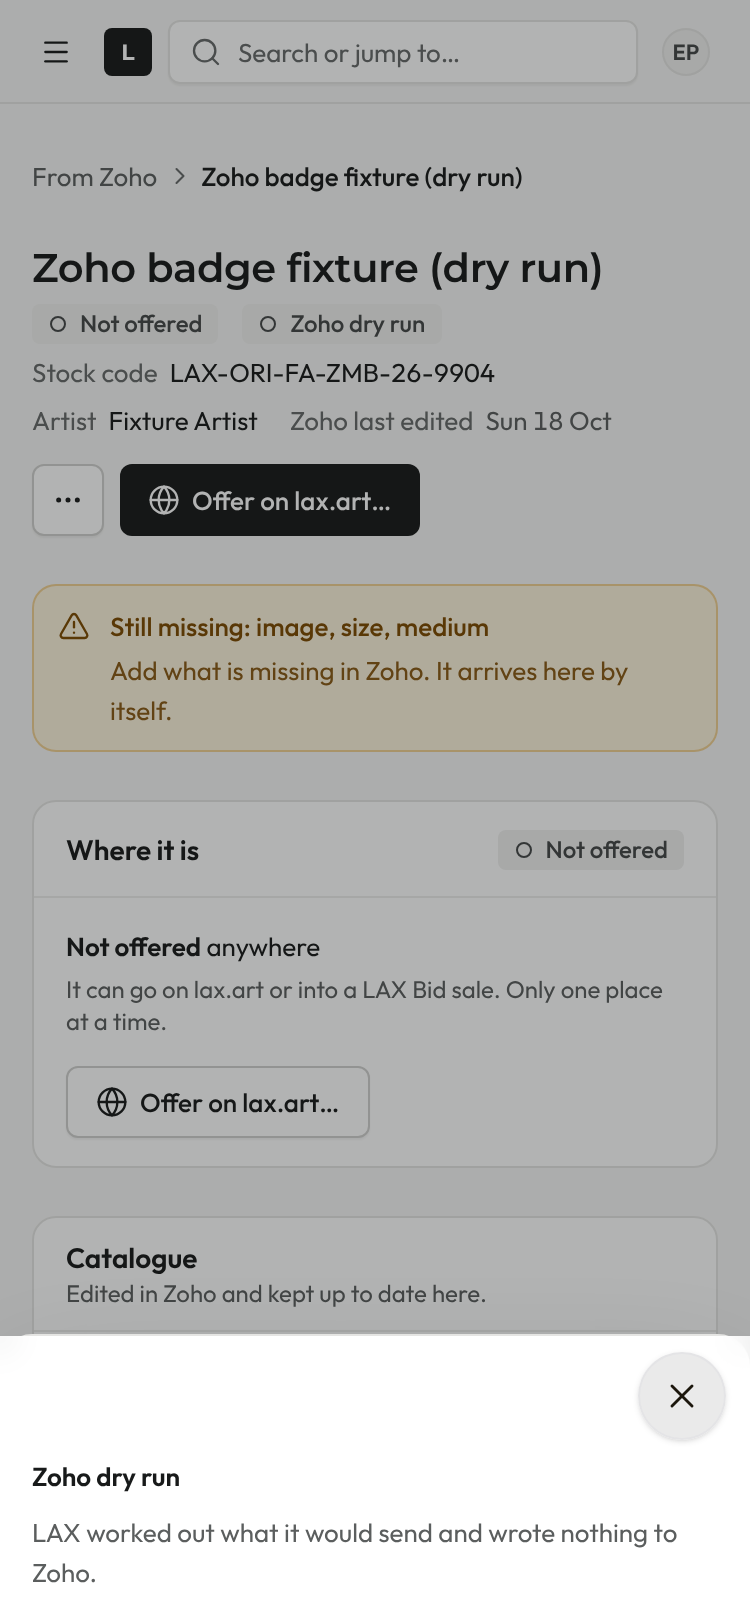 L
Search or jump to...
EP
From Zoho > Zoho badge fixture (dry run)
Zoho badge fixture (dry run)
Not offered
Zoho dry run
Stock code LAX-ORI-FA-ZMB-26-9904
Artist Fixture Artist Zoho last edited Sun 18 Oct
Offer on lax.art...
Still missing: image, size, medium
Add what is missing in Zoho. It arrives here by
itself.
Where it is
Not offered
Not offered anywhere
It can go on lax.art or into a LAX Bid sale. Only one place
at a time.
Offer on lax.art...
Catalogue
Edited in Zoho and kept up to date here.
Zoho dry run
LAX worked out what it would send and wrote nothing to
Zoho.